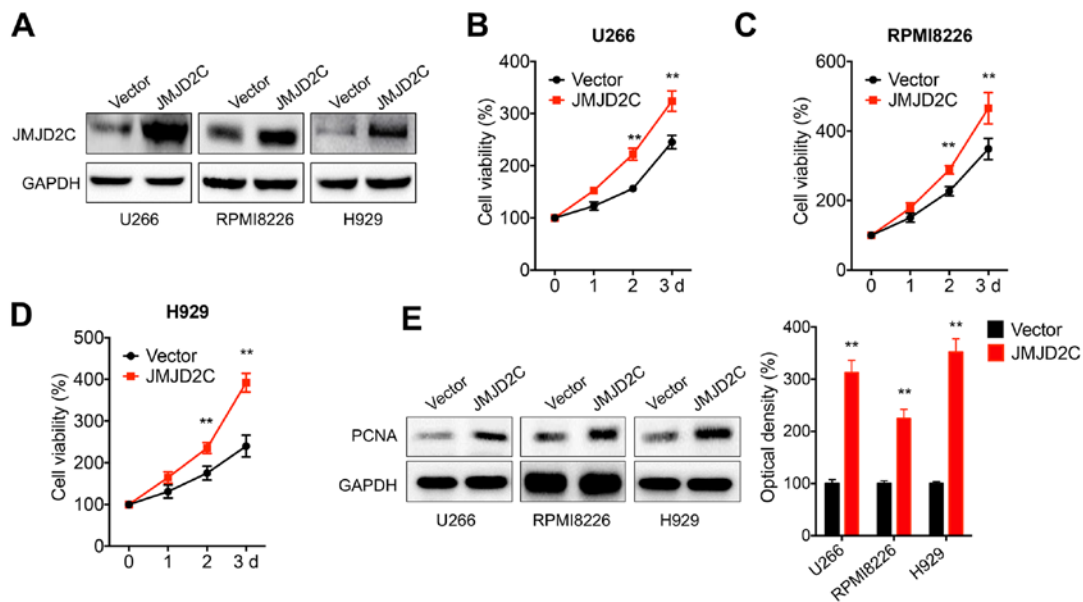 A
Vector JMJD2C Vector JMJD2C Vector JMJD2C
JMJD2C
GAPDH
U266 RPMI8226 H929
B
U266
Cell viability (%)
400
300
200
100
0
Vector
JMJD2C
**
**
0 1 2 3 d
C
RPMI8226
Cell viability (%)
600
400
200
0
Vector
JMJD2C
**
**
0 1 2 3 d
D
H929
Cell viability (%)
500
400
300
200
100
0
Vector
JMJD2C
**
**
0 1 2 3 d
E
Vector JMJD2C Vector JMJD2C Vector JMJD2C
PCNA
GAPDH
U266 RPMI8226 H929
Optical density (%)
400
300
200
100
0
**
**
**
U266 RPMI8226 H929
Vector
JMJD2C